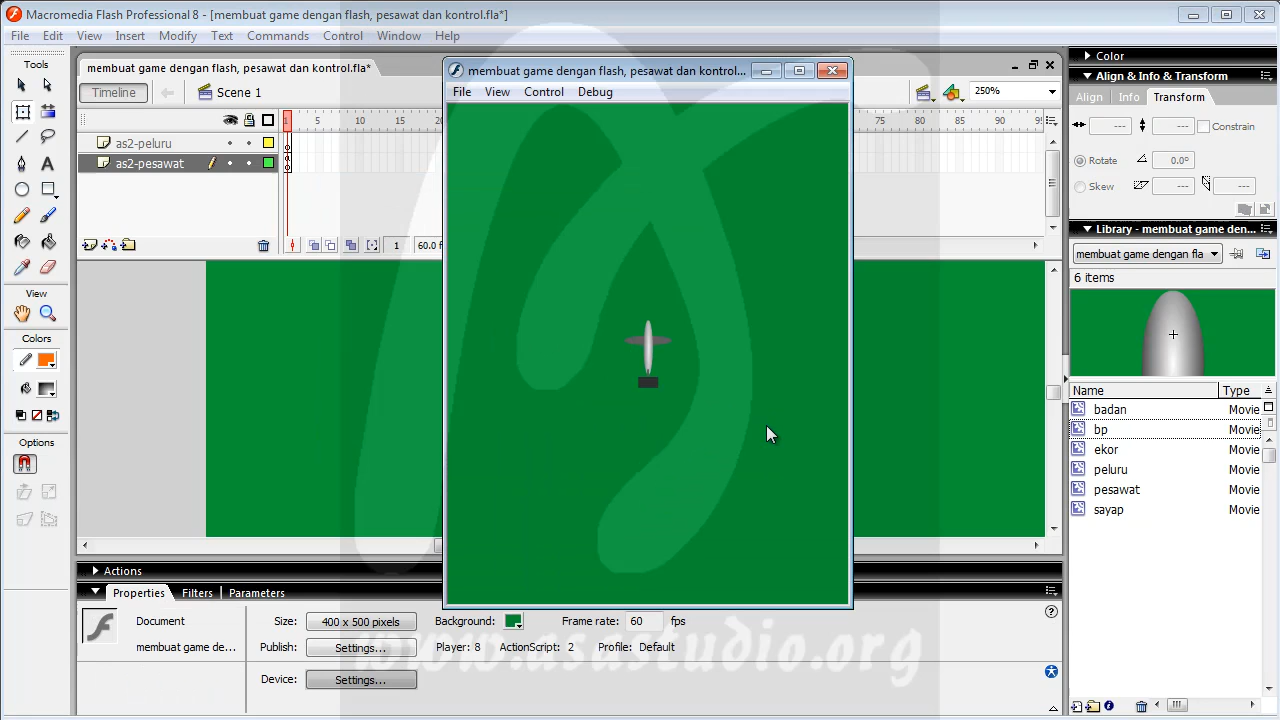 Macromedia Flash Professional 8 - [membuat game dengan flash, pesawat dan kontrol.fla*]
File Edit View Insert Modify Text Commands Control Window Help
Tools
View
Colors
Options
membuat game dengan flash, pesawat dan kontrol.fla*
Timeline
Scene 1
250%
1 5 10 15 20 75 80 85 90 95
as2-peluru
as2-pesawat
1 60.0 f
membuat game dengan flash, pesawat dan kontrol...
File View Control Debug
Actions
Properties Filters Parameters
Document
membuat game de...
Size: 400 x 500 pixels
Background:
Frame rate: 60 fps
Publish: Settings...
Player: 8 ActionScript: 2 Profile: Default
Device: Settings...
Color
Align & Info & Transform
Align Info Transform
--- --- Constrain
Rotate 0.0°
Skew --- ---
Library - membuat game den...
membuat game dengan fla
6 items
Name Type
badan Movie
bp Movie
ekor Movie
peluru Movie
pesawat Movie
sayap Movie
www.asastudio.org